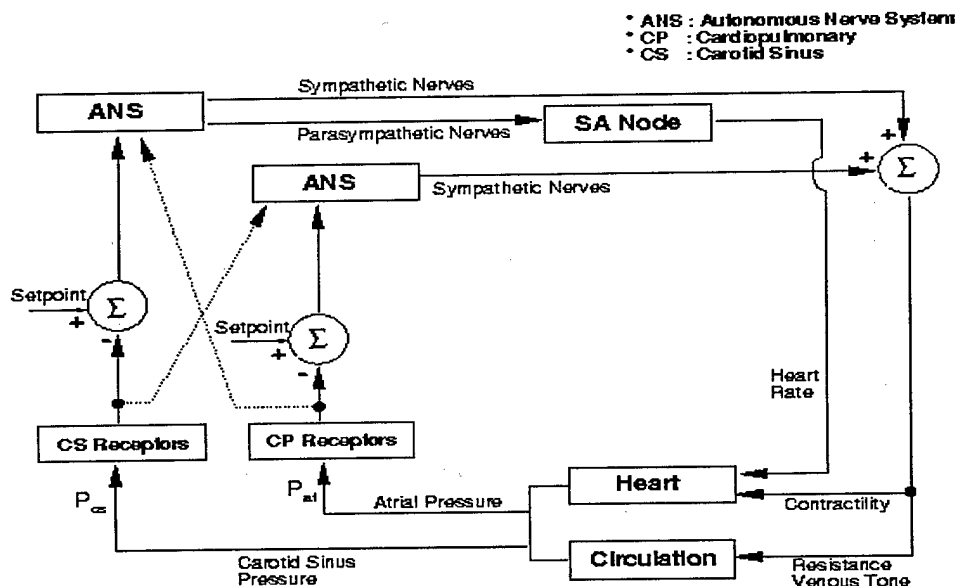 * ANS : Autonomous Nerve System
* CP : Cardiopulmonary
* CS : Carotid Sinus
Sympathetic Nerves
ANS
Parasympathetic Nerves
SA Node
+
+
Σ
ANS
Sympathetic Nerves
Setpoint
+
Σ
-
Setpoint
+
Σ
-
Heart
Rate
CS Receptors
CP Receptors
P cs
P at
Atrial Pressure
Heart
Contractility
Carotid Sinus
Pressure
Circulation
Resistance
Venous Tone